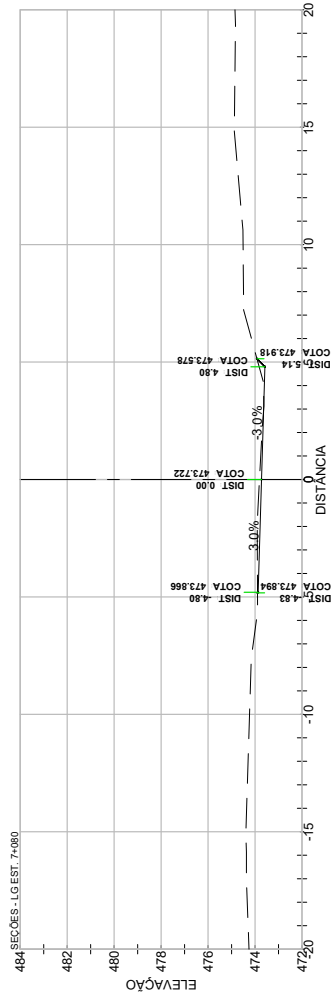 SEÇÕES - LG EST. 7+080
ELEVAÇÃO
484
482
480
478
476
474
472
-20
-15
-10
-5
0
5
10
15
20
DISTÂNCIA
DIST -4.80
COTA 473.866
DIST -4.83
COTA 473.894
3.0%
DIST 0.00
COTA 473.722
-3.0%
DIST 4.80
COTA 473.578
DIST 5.14
COTA 473.918